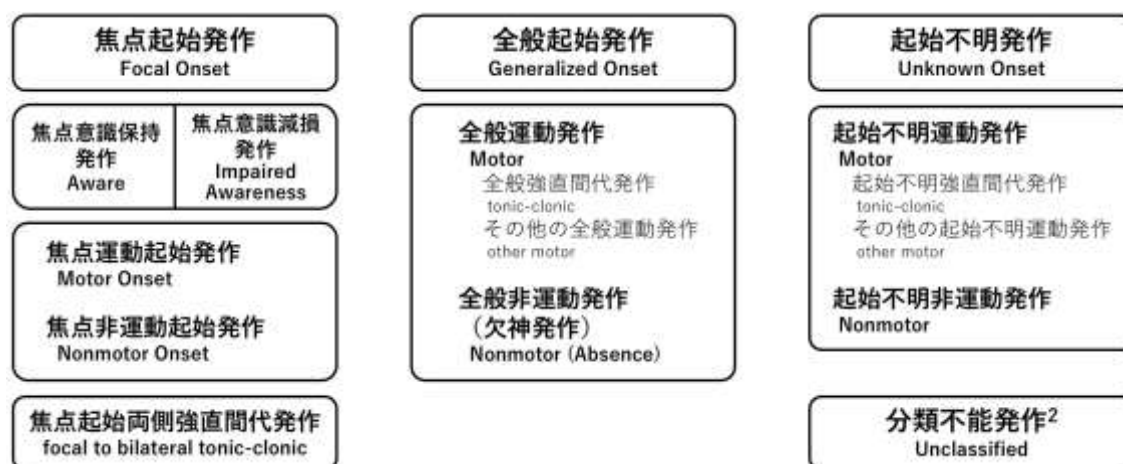 焦点起始発作
Focal Onset
焦点意識保持
発作
Aware
焦点意識減損
発作
Impaired
Awareness
焦点運動起始発作
Motor Onset
焦点非運動起始発作
Nonmotor Onset
焦点起始両側強直間代発作
focal to bilateral tonic-clonic
全般起始発作
Generalized Onset
全般運動発作
Motor
全般強直間代発作
tonic-clonic
その他の全般運動発作
other motor
全般非運動発作
（欠神発作）
Nonmotor (Absence)
起始不明発作
Unknown Onset
起始不明運動発作
Motor
起始不明強直間代発作
tonic-clonic
その他の起始不明運動発作
other motor
起始不明非運動発作
Nonmotor
分類不能発作2
Unclassified